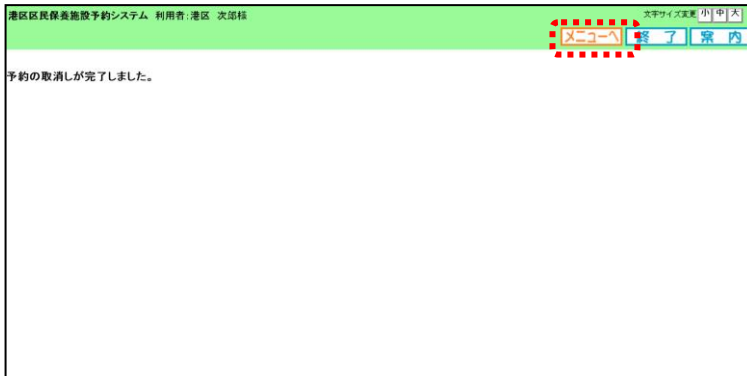 港区区民保養施設予約システム 利用者:港区 次郎様
文字サイズ変更 小 中 大
メニューへ 終了 案内
予約の取消しが完了しました。